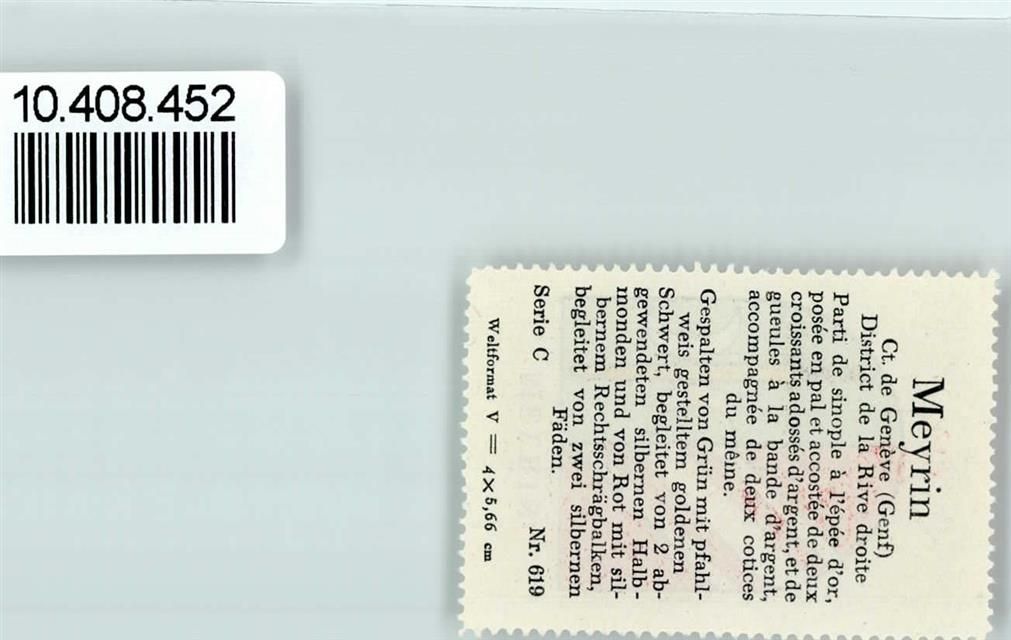 10.408.452
Meyrin
Ct. de Genève (Genf)
District de la Rive droite
Parti de sinople à l'épée d'or,
posée en pal et accostée de deux
croissants adossés d'argent, et de
gueules à la bande d'argent,
accompagnée de deux cotices
du même.
Gespalten von Grün mit pfahl-
weis gestelltem goldenen
Schwert, begleitet von 2 ab-
gewendeten silbernen Halb-
monden und von Rot mit sil-
bernem Rechtsschrägbalken,
begleitet von zwei silbernen
Fäden.
Serie C Nr. 619
Weltformat V = 4×5,66 cm